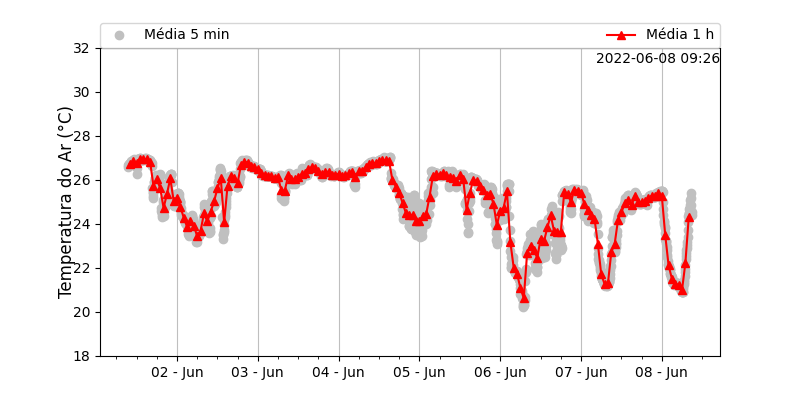 Média 5 min
Média 1 h
2022-06-08 09:26
Temperatura do Ar (°C)
32
30
28
26
24
22
20
18
02 - Jun
03 - Jun
04 - Jun
05 - Jun
06 - Jun
07 - Jun
08 - Jun